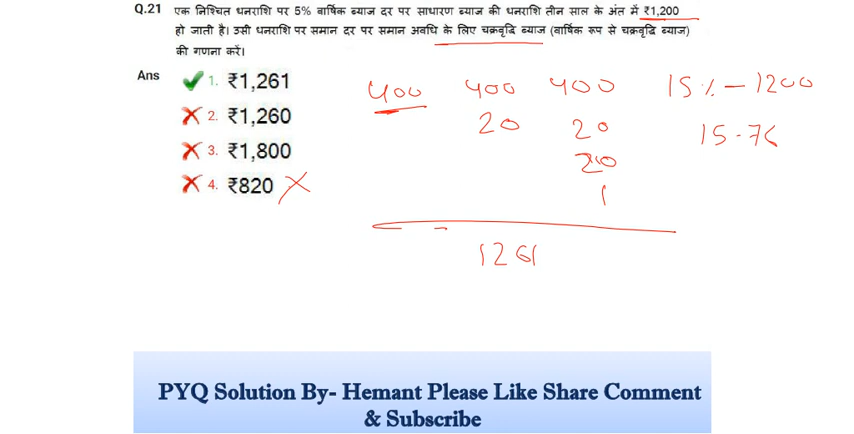 Q.21 एक निश्चित धनराशि पर 5% वार्षिक ब्याज दर पर साधारण ब्याज की धनराशि तीन साल के अंत में ₹1,200
हो जाती है। उसी धनराशि पर समान दर पर समान अवधि के लिए चक्रवृद्धि ब्याज (वार्षिक रूप से चक्रवृद्धि ब्याज)
की गणना करें।
Ans 1. ₹1,261
2. ₹1,260
3. ₹1,800
4. ₹820
400 400 400 15% - 1200
20 20 15.76
20
1
1261
PYQ Solution By- Hemant Please Like Share Comment
& Subscribe